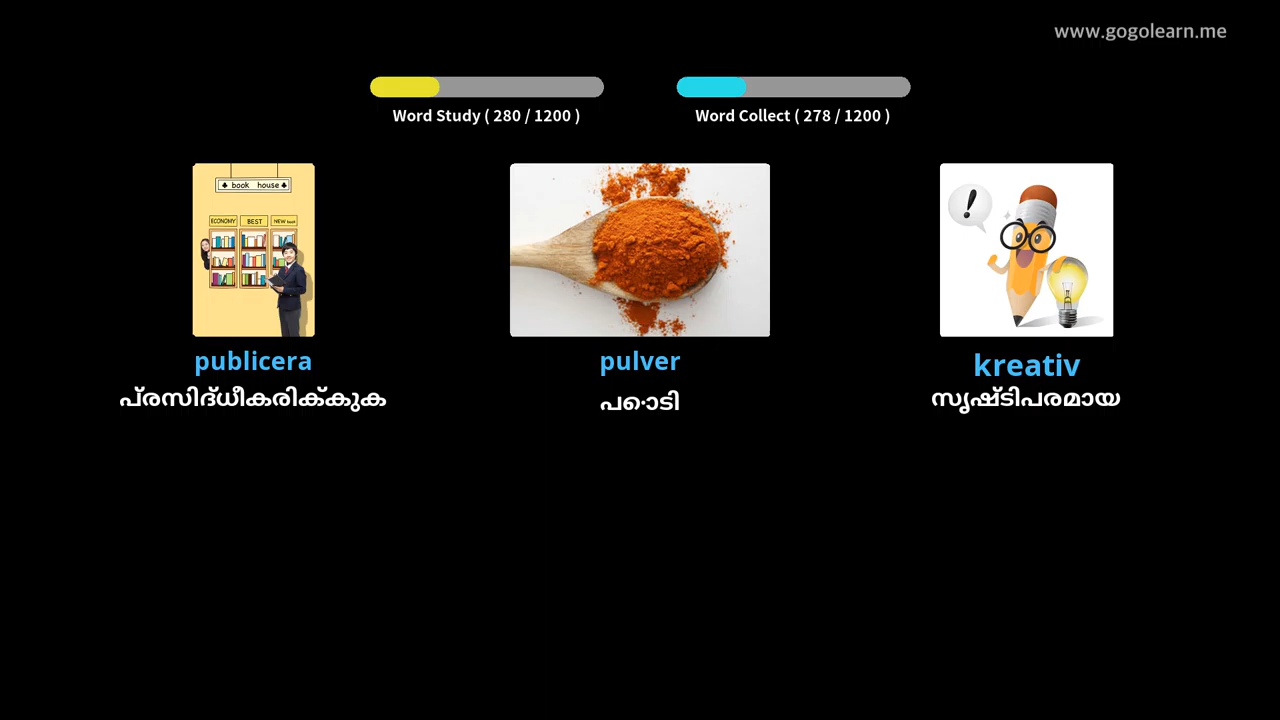 www.gogolearn.me
Word Study ( 280 / 1200 )
Word Collect ( 278 / 1200 )
♠ book house ♠
ECONOMY BEST NEW book
!
publicera
pulver
kreativ
പ്രസിദ്ധീകരിക്കുക
പൊടി
സൃഷ്ടിപരമായ